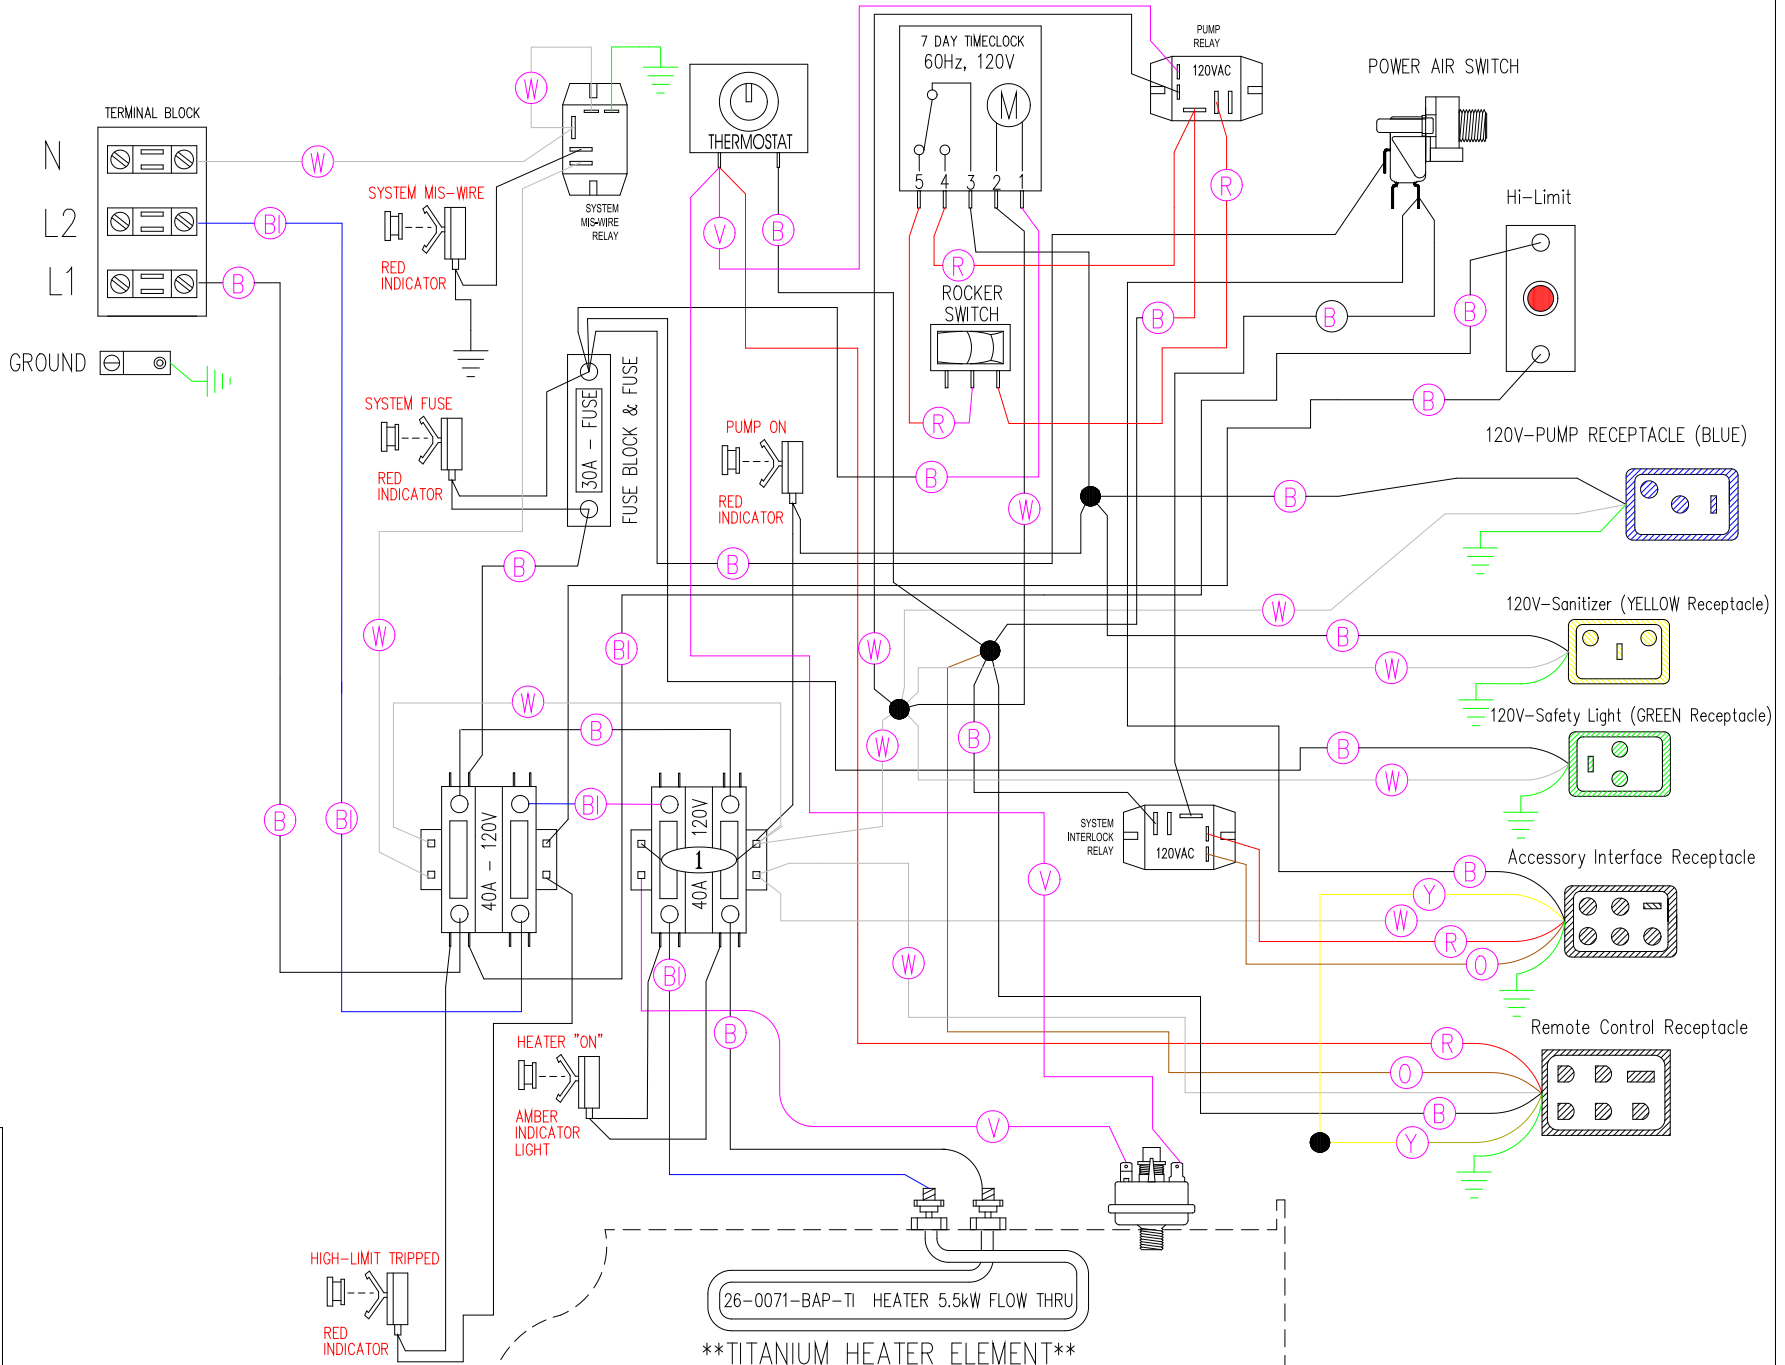 TERMINAL BLOCK
N
L2
L1
GROUND
W
Bl
B
SYSTEM MIS-WIRE
RED
INDICATOR
W
SYSTEM
MIS-WIRE
RELAY
THERMOSTAT
V
B
7 DAY TIMECLOCK
60Hz, 120V
M
5 4 3 2 1
PUMP
RELAY
120VAC
R
R
B
POWER AIR SWITCH
Hi-Limit
B
B
B
ROCKER
SWITCH
R
B
W
SYSTEM FUSE
RED
INDICATOR
30A - FUSE
FUSE BLOCK & FUSE
PUMP ON
RED
INDICATOR
B
B
B
120V-PUMP RECEPTACLE (BLUE)
W
120V-Sanitizer (YELLOW Receptacle)
B
W
120V-Safety Light (GREEN Receptacle)
B
W
W
Bl
W
W
W
B
B
B
Bl
Bl
40A - 120V
40A 120V
1
SYSTEM
INTERLOCK
RELAY
120VAC
V
Accessory Interface Receptacle
B
Y
W
R
O
W
Bl
B
Remote Control Receptacle
R
O
B
Y
HEATER "ON"
AMBER
INDICATOR
LIGHT
V
HIGH-LIMIT TRIPPED
RED
INDICATOR
26-0071-BAP-TI HEATER 5.5kW FLOW THRU
**TITANIUM HEATER ELEMENT**